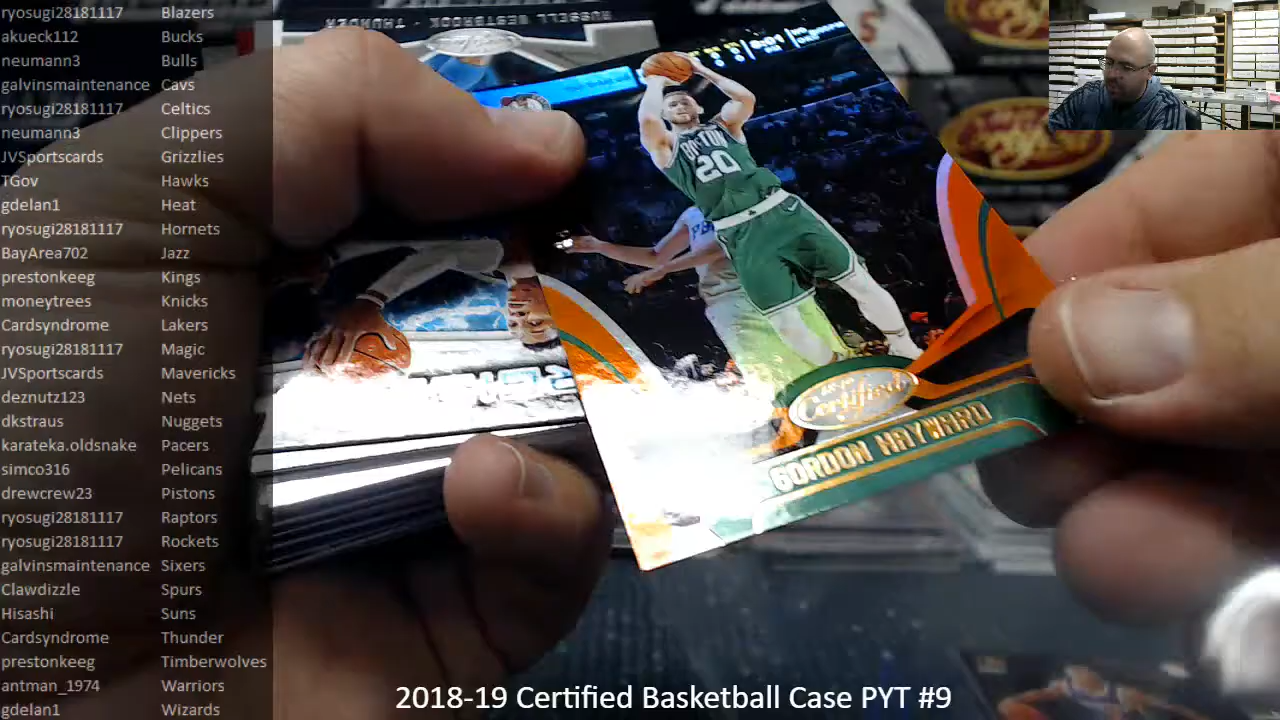 ryosugi28181117 Blazers
akueck112 Bucks
neumann3 Bulls
galvinsmaintenance Cavs
ryosugi28181117 Celtics
neumann3 Clippers
JVSportscards Grizzlies
TGov Hawks
gdelan1 Heat
ryosugi28181117 Hornets
BayArea702 Jazz
prestonkeeg Kings
moneytrees Knicks
Cardsyndrome Lakers
ryosugi28181117 Magic
JVSportscards Mavericks
deznutz123 Nets
dkstraus Nuggets
karateka.oldsnake Pacers
simco316 Pelicans
drewcrew23 Pistons
ryosugi28181117 Raptors
ryosugi28181117 Rockets
galvinsmaintenance Sixers
Clawdizzle Spurs
Hisashi Suns
Cardsyndrome Thunder
prestonkeeg Timberwolves
antman_1974 Warriors
gdelan1 Wizards
RUSSELL WESTBROOK - THUNDER
BOSTON
20
Certified
GORDON HAYWARD
2018-19 Certified Basketball Case PYT #9